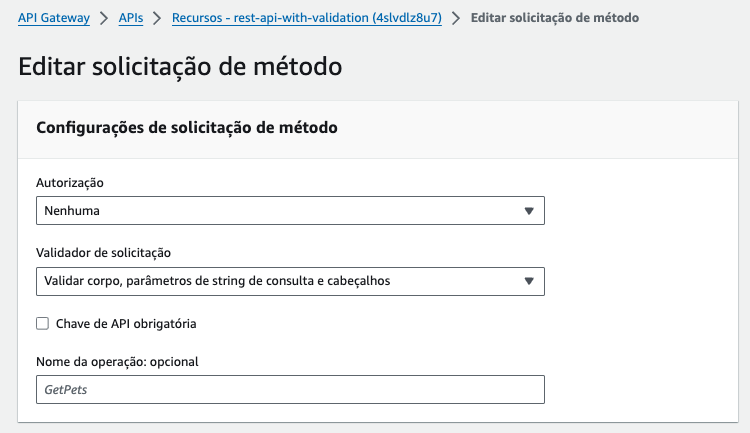 API Gateway > APIs > Recursos - rest-api-with-validation (4slvdlz8u7) > Editar solicitação de método
Editar solicitação de método
Configurações de solicitação de método
Autorização
Nenhuma
Validador de solicitação
Validar corpo, parâmetros de string de consulta e cabeçalhos
Chave de API obrigatória
Nome da operação: opcional
GetPets